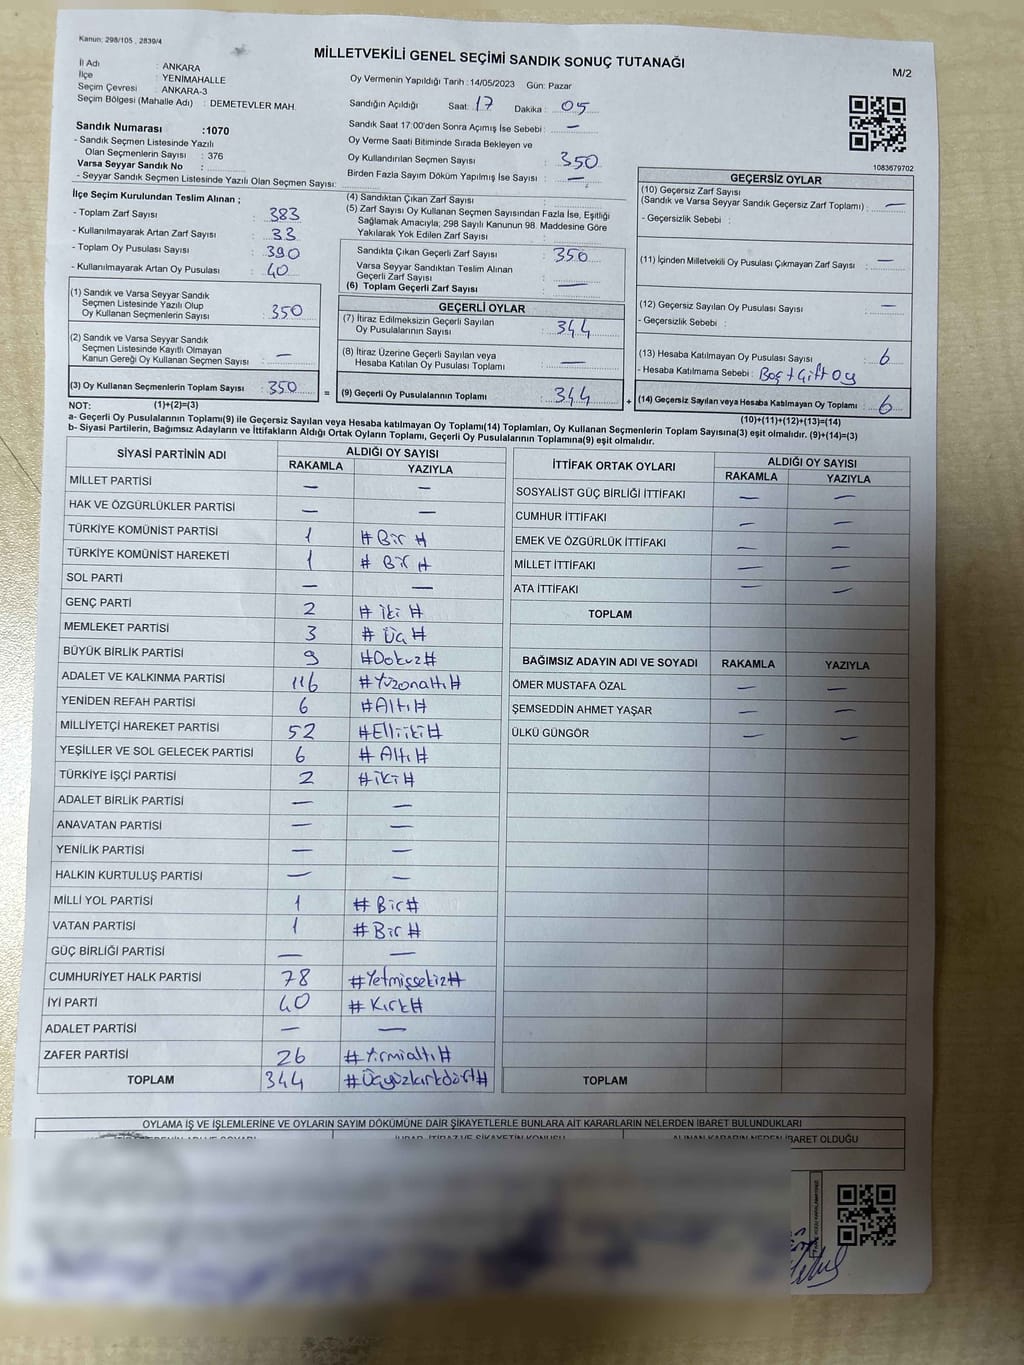 Kanun: 298/105 , 2839/4
MİLLETVEKİLİ GENEL SEÇİMİ SANDIK SONUÇ TUTANAĞI
M/2
İl Adı : ANKARA
İlçe : YENİMAHALLE
Seçim Çevresi : ANKARA-3
Seçim Bölgesi (Mahalle Adı) : DEMETEVLER MAH.
Sandık Numarası :1070
- Sandık Seçmen Listesinde Yazılı
Olan Seçmenlerin Sayısı : 376
Varsa Seyyar Sandık No :
- Seyyar Sandık Seçmen Listesinde Yazılı Olan Seçmen Sayısı:
Oy Vermenin Yapıldığı Tarih : 14/05/2023 Gün: Pazar
Sandığın Açıldığı Saat: 17 Dakika : 05
Sandık Saat 17:00'den Sonra Açımış İse Sebebi : —
Oy Verme Saati Bitiminde Sırada Bekleyen ve
Oy Kullandırılan Seçmen Sayısı : 350
Birden Fazla Sayım Döküm Yapılmış İse Sayısı : —
1083679702
İlçe Seçim Kurulundan Teslim Alınan ;
- Toplam Zarf Sayısı : 383
- Kullanılmayarak Artan Zarf Sayısı : 33
- Toplam Oy Pusulası Sayısı : 390
- Kullanılmayarak Artan Oy Pusulası : 40
(1) Sandık ve Varsa Seyyar Sandık
Seçmen Listesinde Yazılı Olup
Oy Kullanan Seçmenlerin Sayısı : 350
(2) Sandık ve Varsa Seyyar Sandık
Seçmen Listesinde Kayıtlı Olmayan
Kanun Gereği Oy Kullanan Seçmen Sayısı : —
(3) Oy Kullanan Seçmenlerin Toplam Sayısı : 350 =
(4) Sandıktan Çıkan Zarf Sayısı :
(5) Zarf Sayısı Oy Kullanan Seçmen Sayısından Fazla İse, Eşitliği
Sağlamak Amacıyla, 298 Sayılı Kanunun 98. Maddesine Göre
Yakılarak Yok Edilen Zarf Sayısı :
Sandıkta Çıkan Geçerli Zarf Sayısı : 350
Varsa Seyyar Sandıktan Teslim Alınan
Geçerli Zarf Sayısı :
(6) Toplam Geçerli Zarf Sayısı : —
GEÇERLİ OYLAR
(7) İtiraz Edilmeksizin Geçerli Sayılan
Oy Pusulalarının Sayısı : 344
(8) İtiraz Üzerine Geçerli Sayılan veya
Hesaba Katılan Oy Pusulası Toplamı : —
(9) Geçerli Oy Pusulalarının Toplamı : 344 +
GEÇERSİZ OYLAR
(10) Geçersiz Zarf Sayısı
(Sandık ve Varsa Seyyar Sandık Geçersiz Zarf Toplamı) : —
- Geçersizlik Sebebi :
(11) İçinden Milletvekili Oy Pusulası Çıkmayan Zarf Sayısı : —
(12) Geçersiz Sayılan Oy Pusulası Sayısı : —
- Geçersizlik Sebebi :
(13) Hesaba Katılmayan Oy Pusulası Sayısı : 6
- Hesaba Katılmama Sebebi : Boş + Çift Oy
(14) Geçersiz Sayılan veya Hesaba Katılmayan Oy Toplamı : 6
NOT: (1)+(2)=(3)
(10)+(11)+(12)+(13)=(14)
a- Geçerli Oy Pusulalarının Toplamı(9) ile Geçersiz Sayılan veya Hesaba katılmayan Oy Toplamı(14) Toplamları, Oy Kullanan Seçmenlerin Toplam Sayısına(3) eşit olmalıdır. (9)+(14)=(3)
b- Siyasi Partilerin, Bağımsız Adayların ve İttifakların Aldığı Ortak Oyların Toplamı, Geçerli Oy Pusulalarının Toplamına(9) eşit olmalıdır.
SİYASİ PARTİNİN ADI ALDIĞI OY SAYISI
RAKAMLA YAZIYLA
MİLLET PARTİSİ — —
HAK VE ÖZGÜRLÜKLER PARTİSİ — —
TÜRKİYE KOMÜNİST PARTİSİ 1 # Bir #
TÜRKİYE KOMÜNİST HAREKETİ 1 # Bir #
SOL PARTİ — —
GENÇ PARTİ 2 # iki #
MEMLEKET PARTİSİ 3 # Üç #
BÜYÜK BİRLİK PARTİSİ 9 #Dokuz#
ADALET VE KALKINMA PARTİSİ 116 #Yüzonaltı#
YENİDEN REFAH PARTİSİ 6 #Altı#
MİLLİYETÇİ HAREKET PARTİSİ 52 #Elliiki#
YEŞİLLER VE SOL GELECEK PARTİSİ 6 # Altı #
TÜRKİYE İŞÇİ PARTİSİ 2 #iki#
ADALET BİRLİK PARTİSİ — —
ANAVATAN PARTİSİ — —
YENİLİK PARTİSİ — —
HALKIN KURTULUŞ PARTİSİ — —
MİLLİ YOL PARTİSİ 1 # Bir#
VATAN PARTİSİ 1 # Bir #
GÜÇ BİRLİĞİ PARTİSİ — —
CUMHURİYET HALK PARTİSİ 78 #Yetmişsekiz#
İYİ PARTİ 40 # Kırk#
ADALET PARTİSİ — —
ZAFER PARTİSİ 26 # Yirmialtı #
TOPLAM 344 #Üçyüzkırkdört#
İTTİFAK ORTAK OYLARI ALDIĞI OY SAYISI
RAKAMLA YAZIYLA
SOSYALİST GÜÇ BİRLİĞİ İTTİFAKI — —
CUMHUR İTTİFAKI — —
EMEK VE ÖZGÜRLÜK İTTİFAKI — —
MİLLET İTTİFAKI — —
ATA İTTİFAKI — —
TOPLAM
BAĞIMSIZ ADAYIN ADI VE SOYADI RAKAMLA YAZIYLA
ÖMER MUSTAFA ÖZAL — —
ŞEMSEDDİN AHMET YAŞAR — —
ÜLKÜ GÜNGÖR — —
TOPLAM
OYLAMA İŞ VE İŞLEMLERİNE VE OYLARIN SAYIM DÖKÜMÜNE DAİR ŞİKAYETLERLE BUNLARA AİT KARARLARIN NELERDEN İBARET BULUNDUKLARI
ALINAN KARARIN NEDEN İBARET OLDUĞU